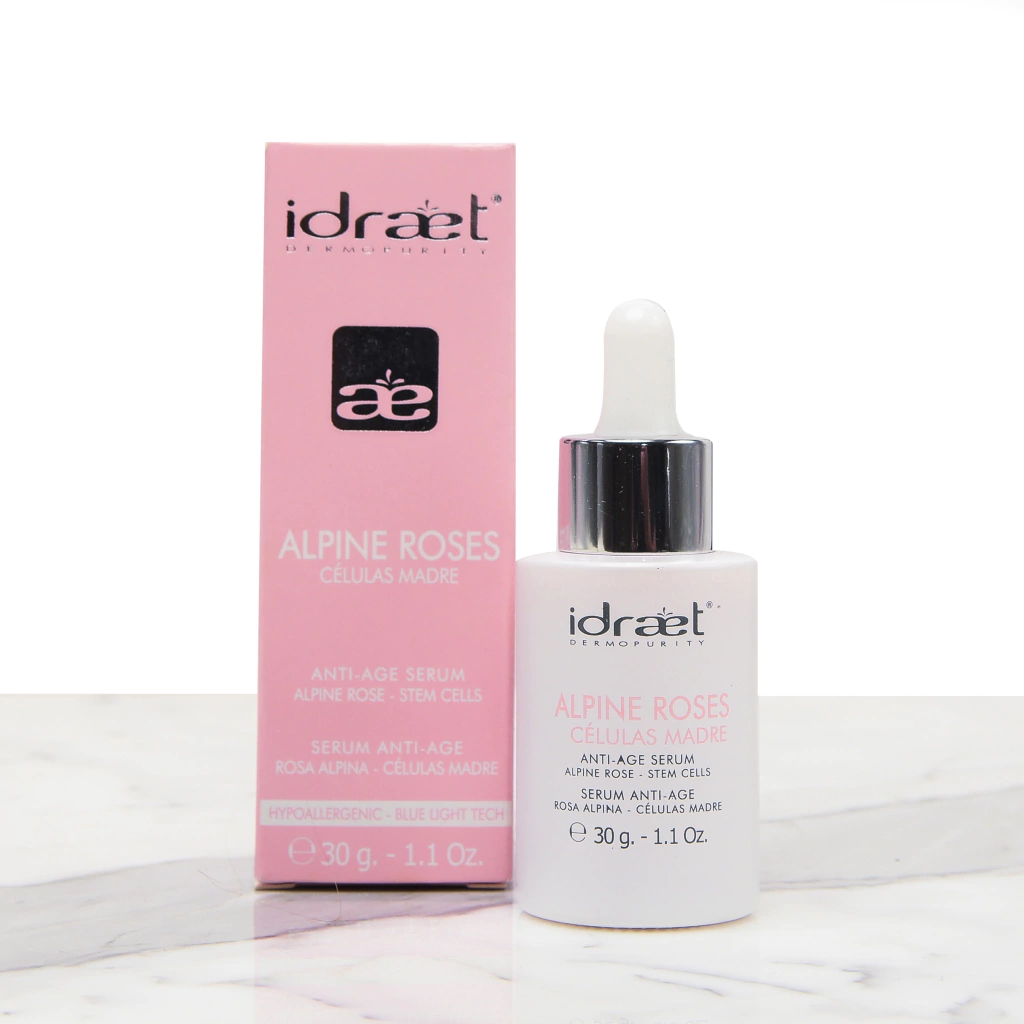 idraet®
DERMOPURITY
æ
ALPINE ROSES
CÉLULAS MADRE
ANTI-AGE SERUM
ALPINE ROSE - STEM CELLS
SERUM ANTI-AGE
ROSA ALPINA - CÉLULAS MADRE
HYPOALLERGENIC - BLUE LIGHT TECH
℮ 30 g. - 1.1 Oz.
idraet®
DERMOPURITY
ALPINE ROSES
CÉLULAS MADRE
ANTI-AGE SERUM
ALPINE ROSE - STEM CELLS
SERUM ANTI-AGE
ROSA ALPINA - CÉLULAS MADRE
℮ 30 g. - 1.1 Oz.